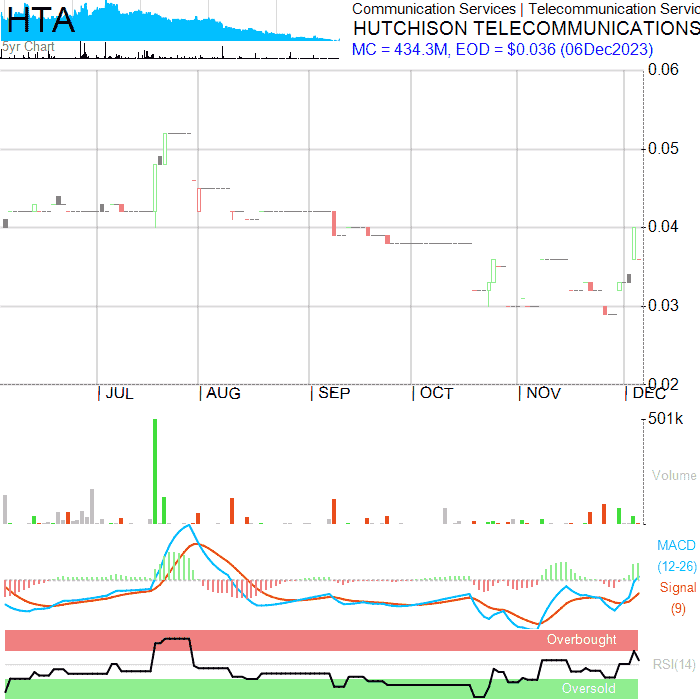 HTA
5yr Chart
Communication Services | Telecommunication Servic
HUTCHISON TELECOMMUNICATIONS
MC = 434.3M, EOD = $0.036 (06Dec2023)
0.06
0.05
0.04
0.03
0.02
JUL AUG SEP OCT NOV DEC
501k
Volume
MACD
(12-26)
Signal
(9)
Overbought
RSI(14)
Oversold